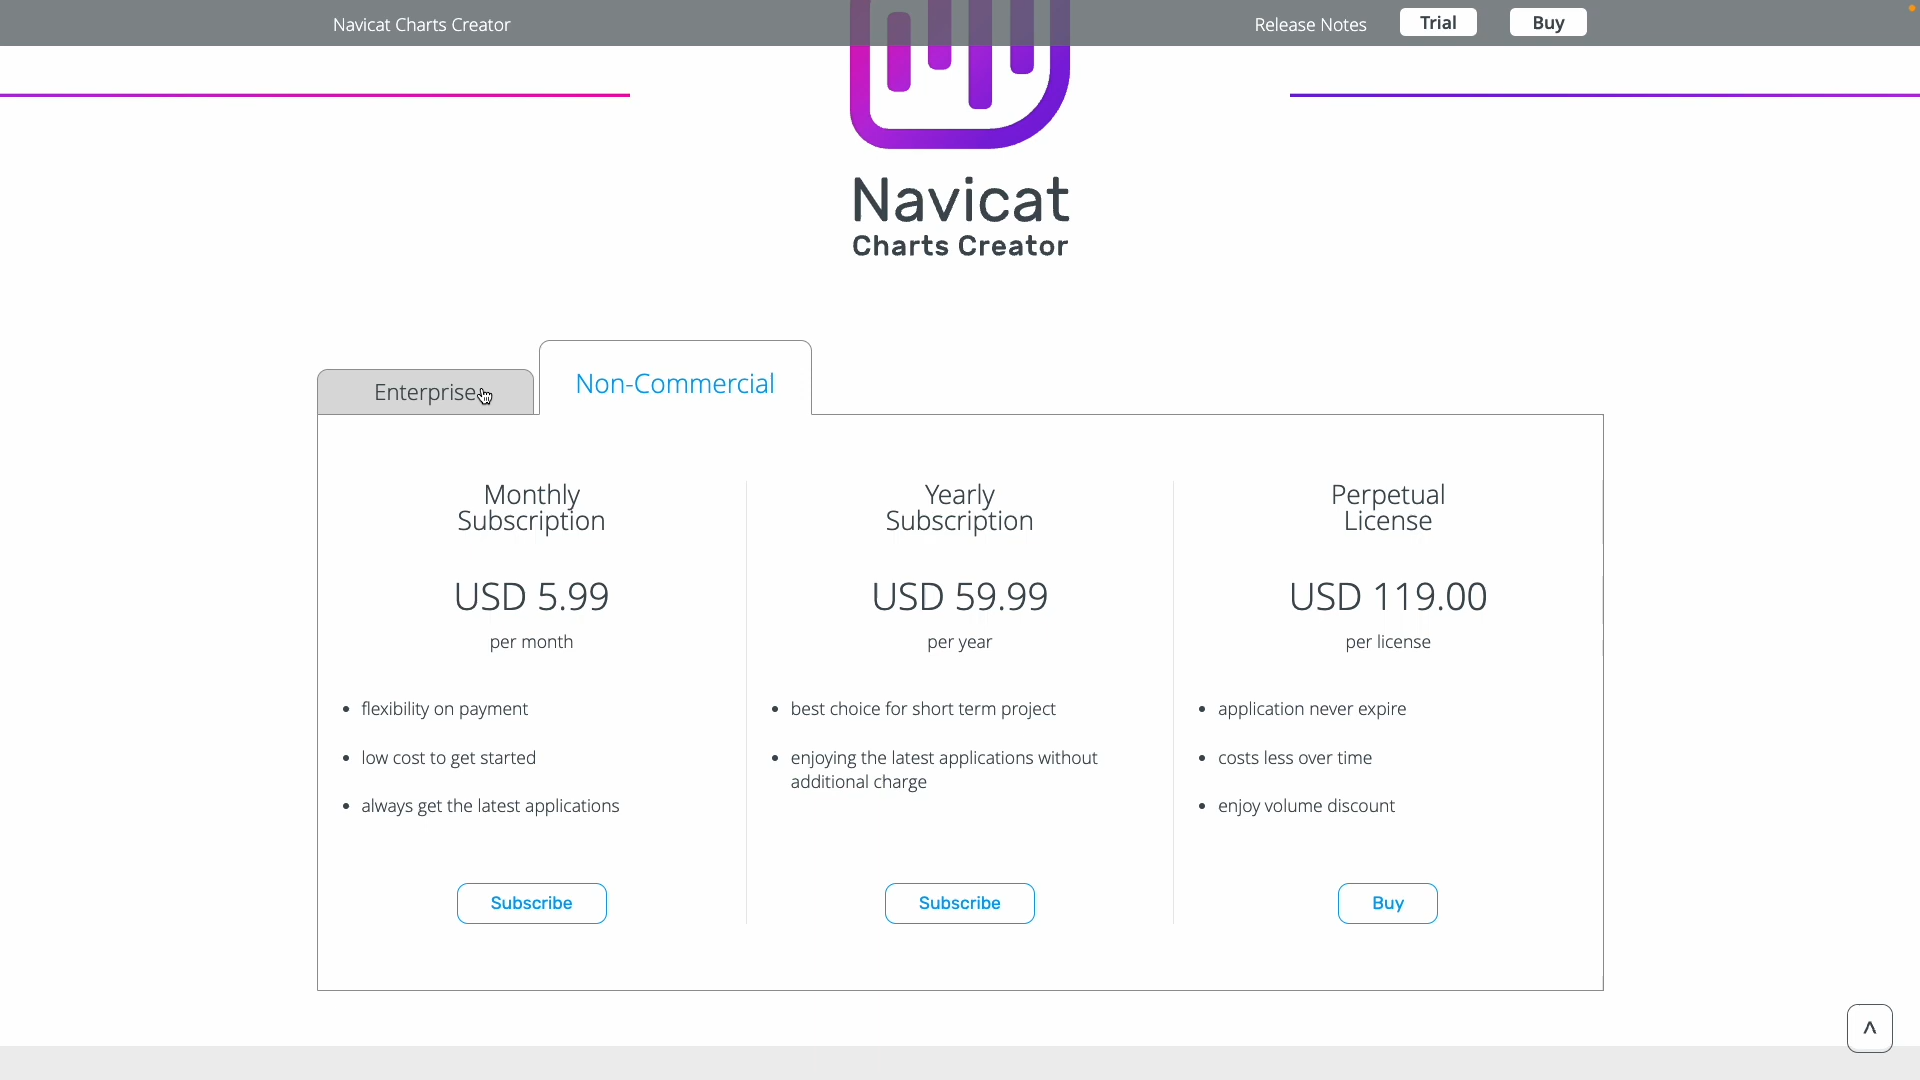 Navicat Charts Creator
Release Notes
Trial
Buy
Navicat
Charts Creator
Enterprise
Non-Commercial
Monthly
Subscription
USD 5.99
per month
• flexibility on payment
• low cost to get started
• always get the latest applications
Subscribe
Yearly
Subscription
USD 59.99
per year
• best choice for short term project
• enjoying the latest applications without
additional charge
Subscribe
Perpetual
License
USD 119.00
per license
• application never expire
• costs less over time
• enjoy volume discount
Buy